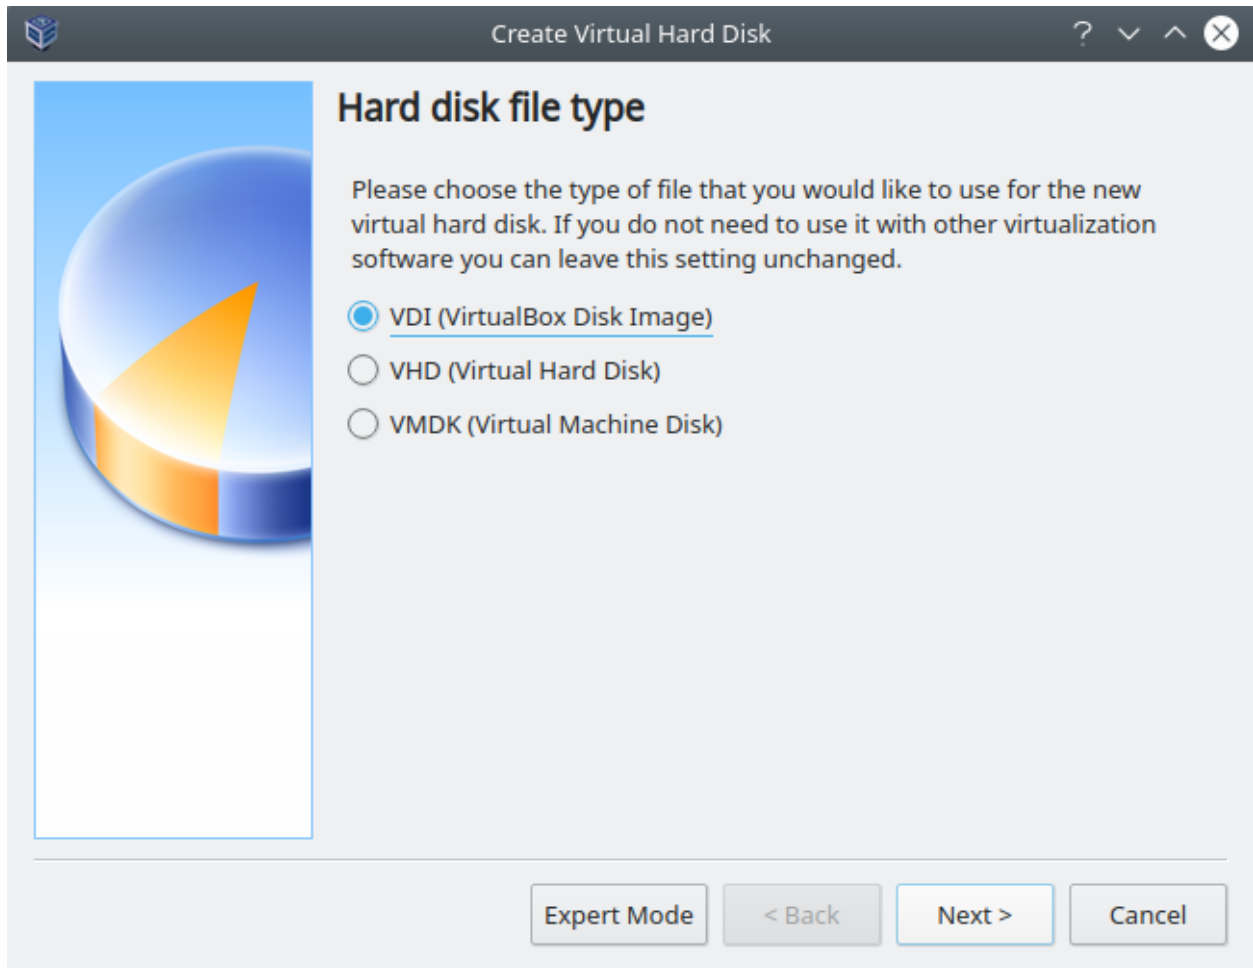 Create Virtual Hard Disk
Hard disk file type
Please choose the type of file that you would like to use for the new
virtual hard disk. If you do not need to use it with other virtualization
software you can leave this setting unchanged.
VDI (VirtualBox Disk Image)
VHD (Virtual Hard Disk)
VMDK (Virtual Machine Disk)
Expert Mode
< Back
Next >
Cancel